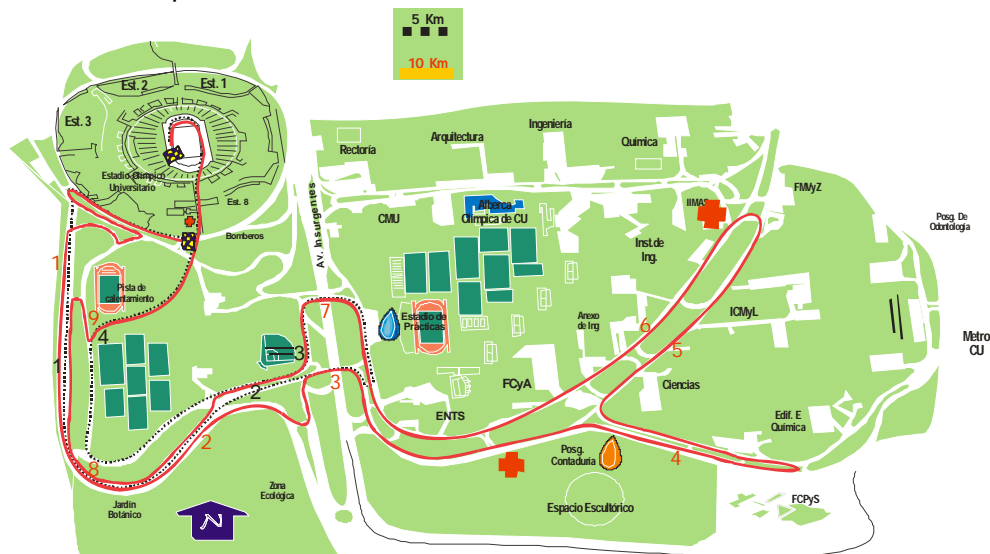 5 Km
10 Km
Est. 2
Est. 1
Est. 3
Estadio Olímpico
Universitario
Est. 8
Bomberos
Pista de
calentamiento
Av. Insurgentes
Rectoría
Arquitectura
Ingeniería
Química
CMU
Alberca
Olímpica de CU
IIMAS
FMVyZ
Posg. De
Odontología
Inst.de
Ing.
Estadio de
Prácticas
Anexo
de Ing
ICMyL
Metro
CU
FCyA
Ciencias
ENTS
Edif. E
Química
Posg.
Contaduría
Espacio Escultórico
FCPyS
Zona
Ecológica
Jardín
Botánico
N
1
9
4
1
3
2
2
8
7
3
6
5
4